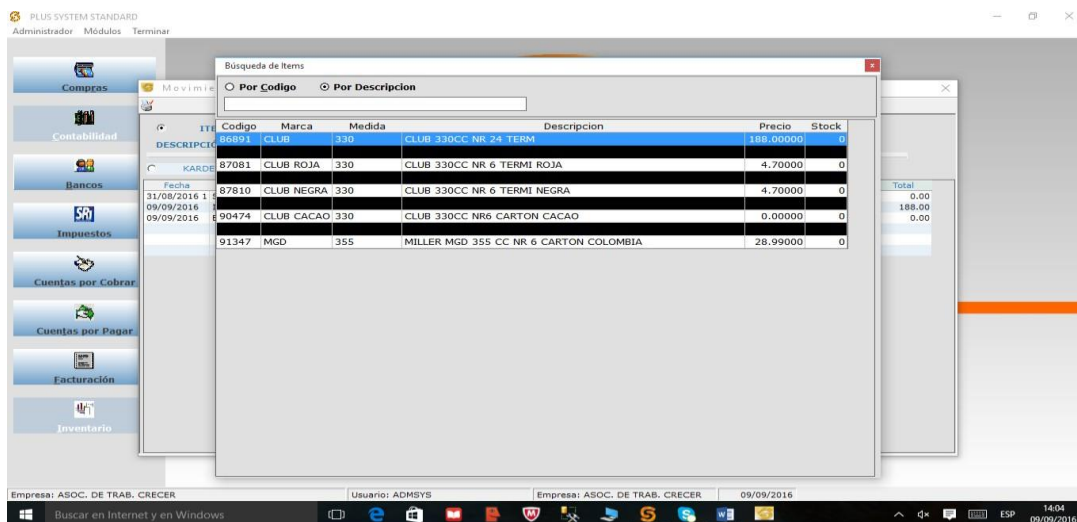 PLUS SYSTEM STANDARD
Administrador Módulos Terminar
Búsqueda de Items
Compras
Movimie
Por Codigo Por Descripcion
Contabilidad
ITE
DESCRIPCIO
KARDE
Codigo Marca Medida Descripcion Precio Stock
86891 CLUB 330 CLUB 330CC NR 24 TERM 188.00000 0
87081 CLUB ROJA 330 CLUB 330CC NR 6 TERMI ROJA 4.70000 0
87810 CLUB NEGRA 330 CLUB 330CC NR 6 TERMI NEGRA 4.70000 0
90474 CLUB CACAO 330 CLUB 330CC NR6 CARTON CACAO 0.00000 0
91347 MGD 355 MILLER MGD 355 CC NR 6 CARTON COLOMBIA 28.99000 0
Bancos
Fecha Total
31/08/2016 1 0.00
09/09/2016 188.00
09/09/2016 0.00
SRI
Impuestos
Cuentas por Cobrar
Cuentas por Pagar
Facturación
Inventario
Empresa: ASOC. DE TRAB. CRECER Usuario: ADMSYS Empresa: ASOC. DE TRAB. CRECER 09/09/2016
Buscar en Internet y en Windows ESP 14:04
09/09/2016